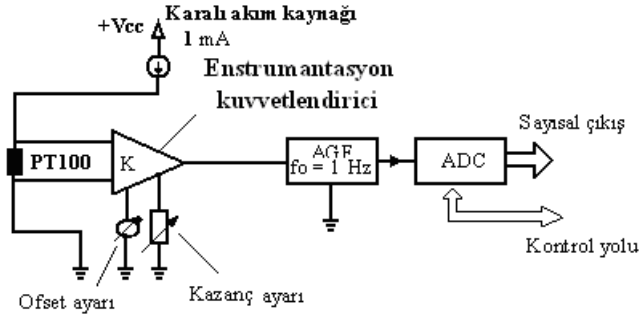 +Vcc
Karalı akım kaynağı
1 mA
Enstrumantasyon
kuvvetlendirici
PT100
K
AGF
fo = 1 Hz
ADC
Sayısal çıkış
Kontrol yolu
Ofset ayarı
Kazanç ayarı